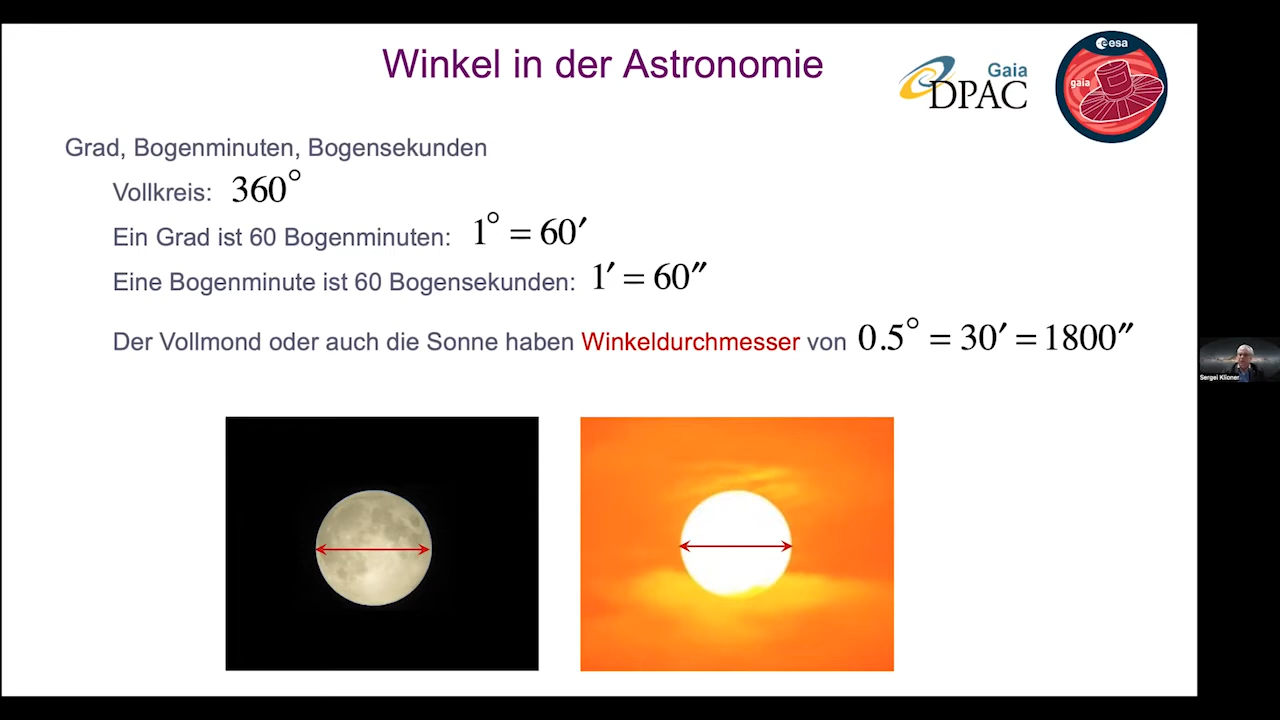 Winkel in der Astronomie
Gaia
DPAC
esa
gaia
Grad, Bogenminuten, Bogensekunden
Vollkreis: 360°
Ein Grad ist 60 Bogenminuten: 1° = 60′
Eine Bogenminute ist 60 Bogensekunden: 1′ = 60″
Der Vollmond oder auch die Sonne haben Winkeldurchmesser von 0.5° = 30′ = 1800″
Sergei Klioner